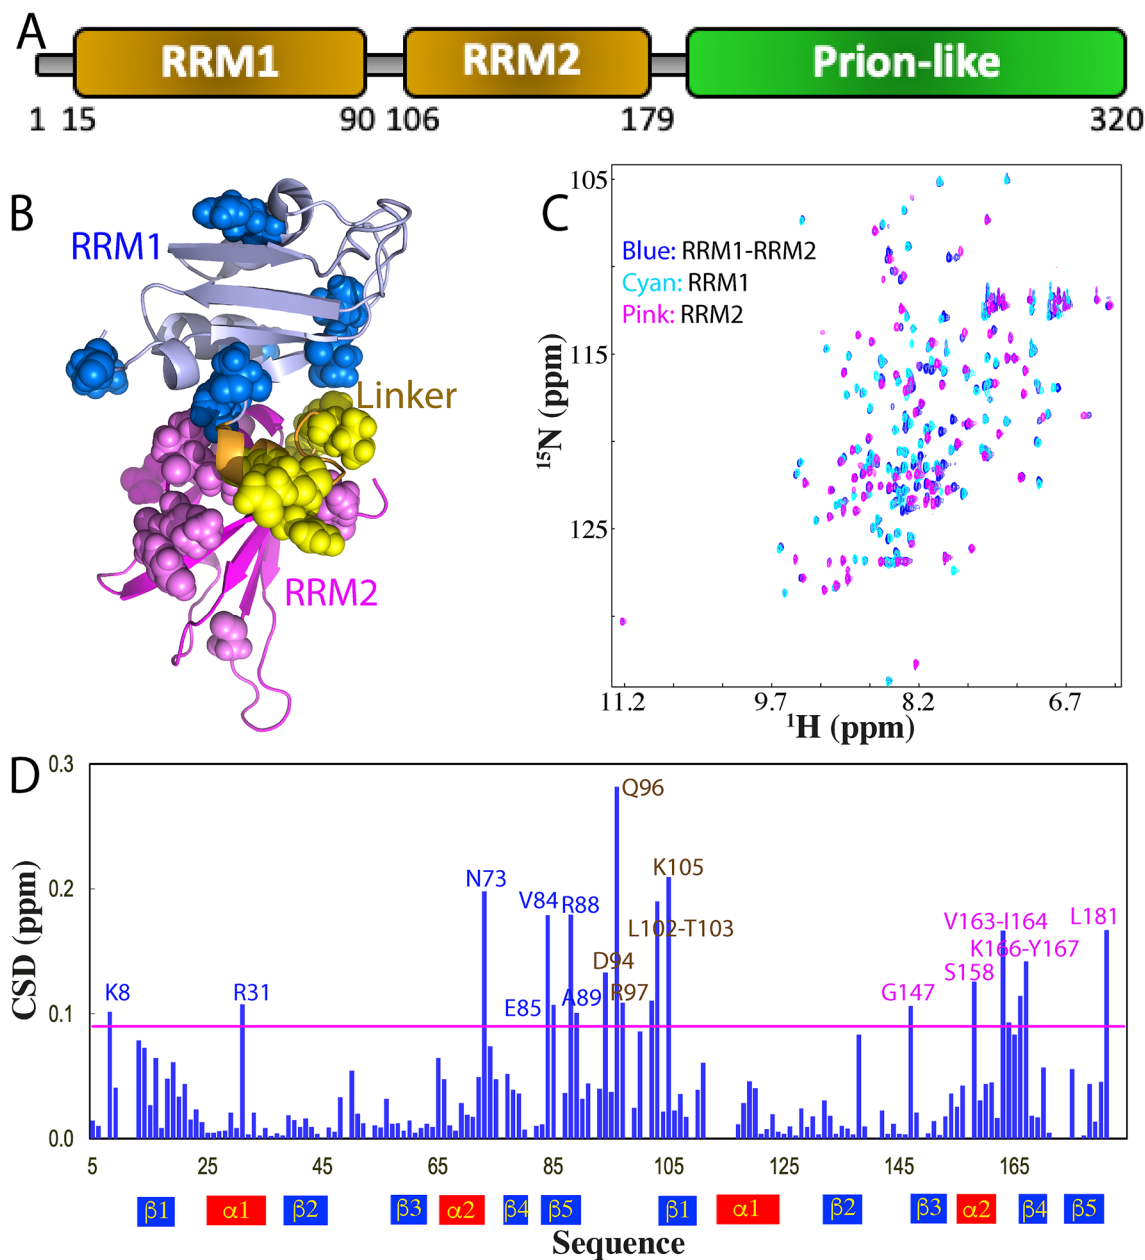 A
RRM1 RRM2 Prion-like
1 15 90 106 179 320
B
RRM1
Linker
RRM2
C
105
115
125
¹⁵N (ppm)
Blue: RRM1-RRM2
Cyan: RRM1
Pink: RRM2
11.2 9.7 8.2 6.7
¹H (ppm)
D
0.3
0.2
0.1
0.0
CSD (ppm)
Q96
K105
N73
V84 R88
L102-T103
V163-I164
L181
K166-Y167
D94
S158
K8 R31 E85 A89 R97 G147
5 25 45 65 85 105 125 145 165
β1 α1 β2 β3 α2 β4 β5 β1 α1 β2 β3 α2 β4 β5
Sequence